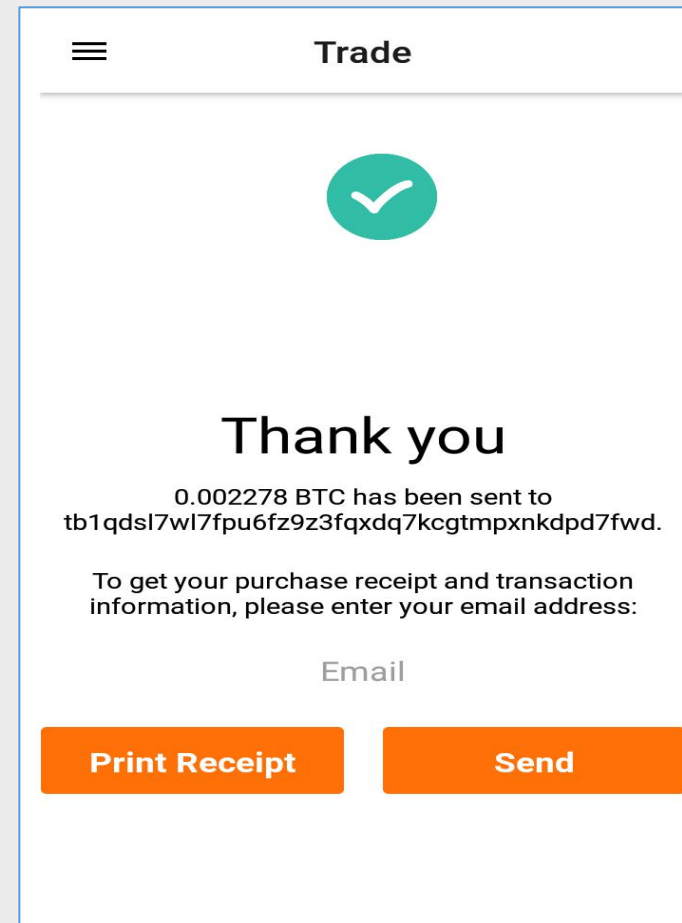 Trade
Thank you
0.002278 BTC has been sent to
tb1qdsl7wl7fpu6fz9z3fqxdq7kcgtmpxnkdpd7fwd.
To get your purchase receipt and transaction
information, please enter your email address:
Email
Print Receipt
Send